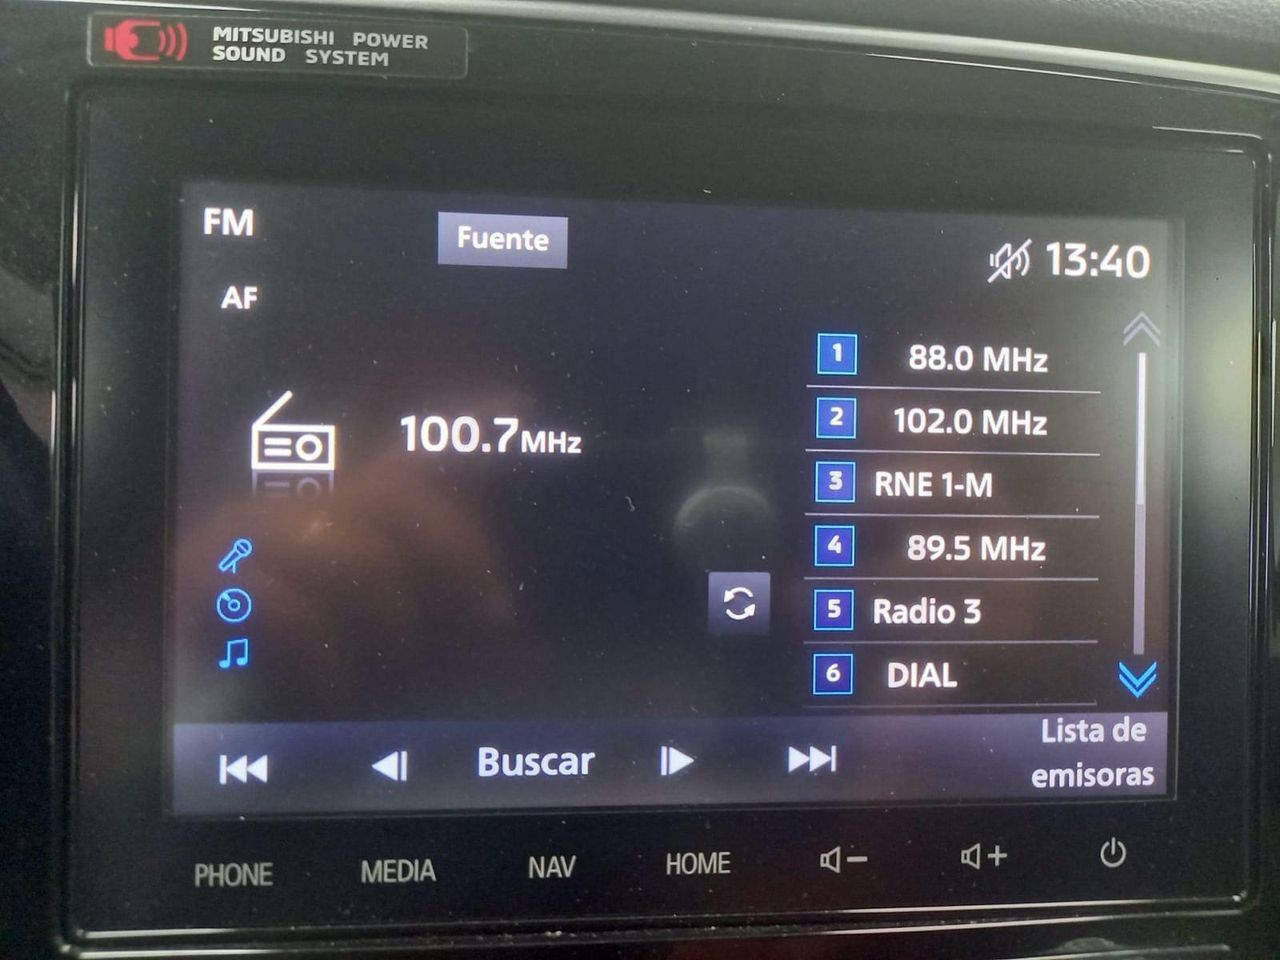 MITSUBISHI POWER
SOUND SYSTEM
FM
Fuente
13:40
AF
1 88.0 MHz
100.7 MHz
2 102.0 MHz
3 RNE 1-M
4 89.5 MHz
5 Radio 3
6 DIAL
Buscar
Lista de
emisoras
PHONE MEDIA NAV HOME